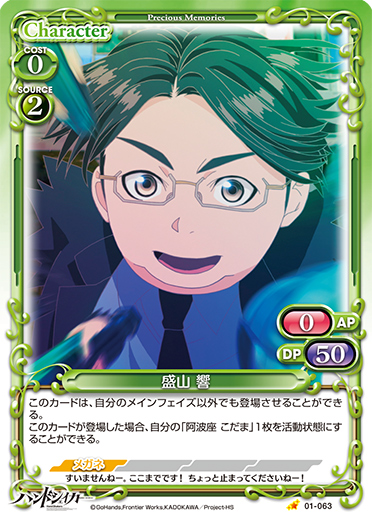 Precious Memories
Character
COST
0
SOURCE
2
0 AP
DP 50
盛山 響
このカードは、自分のメインフェイズ以外でも登場させることができ
る。
このカードが登場した場合、自分の「阿波座 こだま」1枚を活動状態にす
ることができる。
メガネ
すいませんねー。ここまでです! ちょっと止まってくださいねー!
ハンドシェイカー
01-063
©GoHands,Frontier Works,KADOKAWA/Project-HS